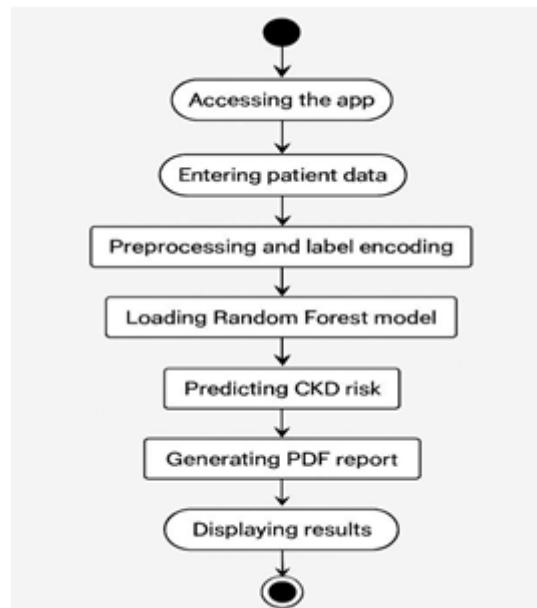 Accessing the app
Entering patient data
Preprocessing and label encoding
Loading Random Forest model
Predicting CKD risk
Generating PDF report
Displaying results